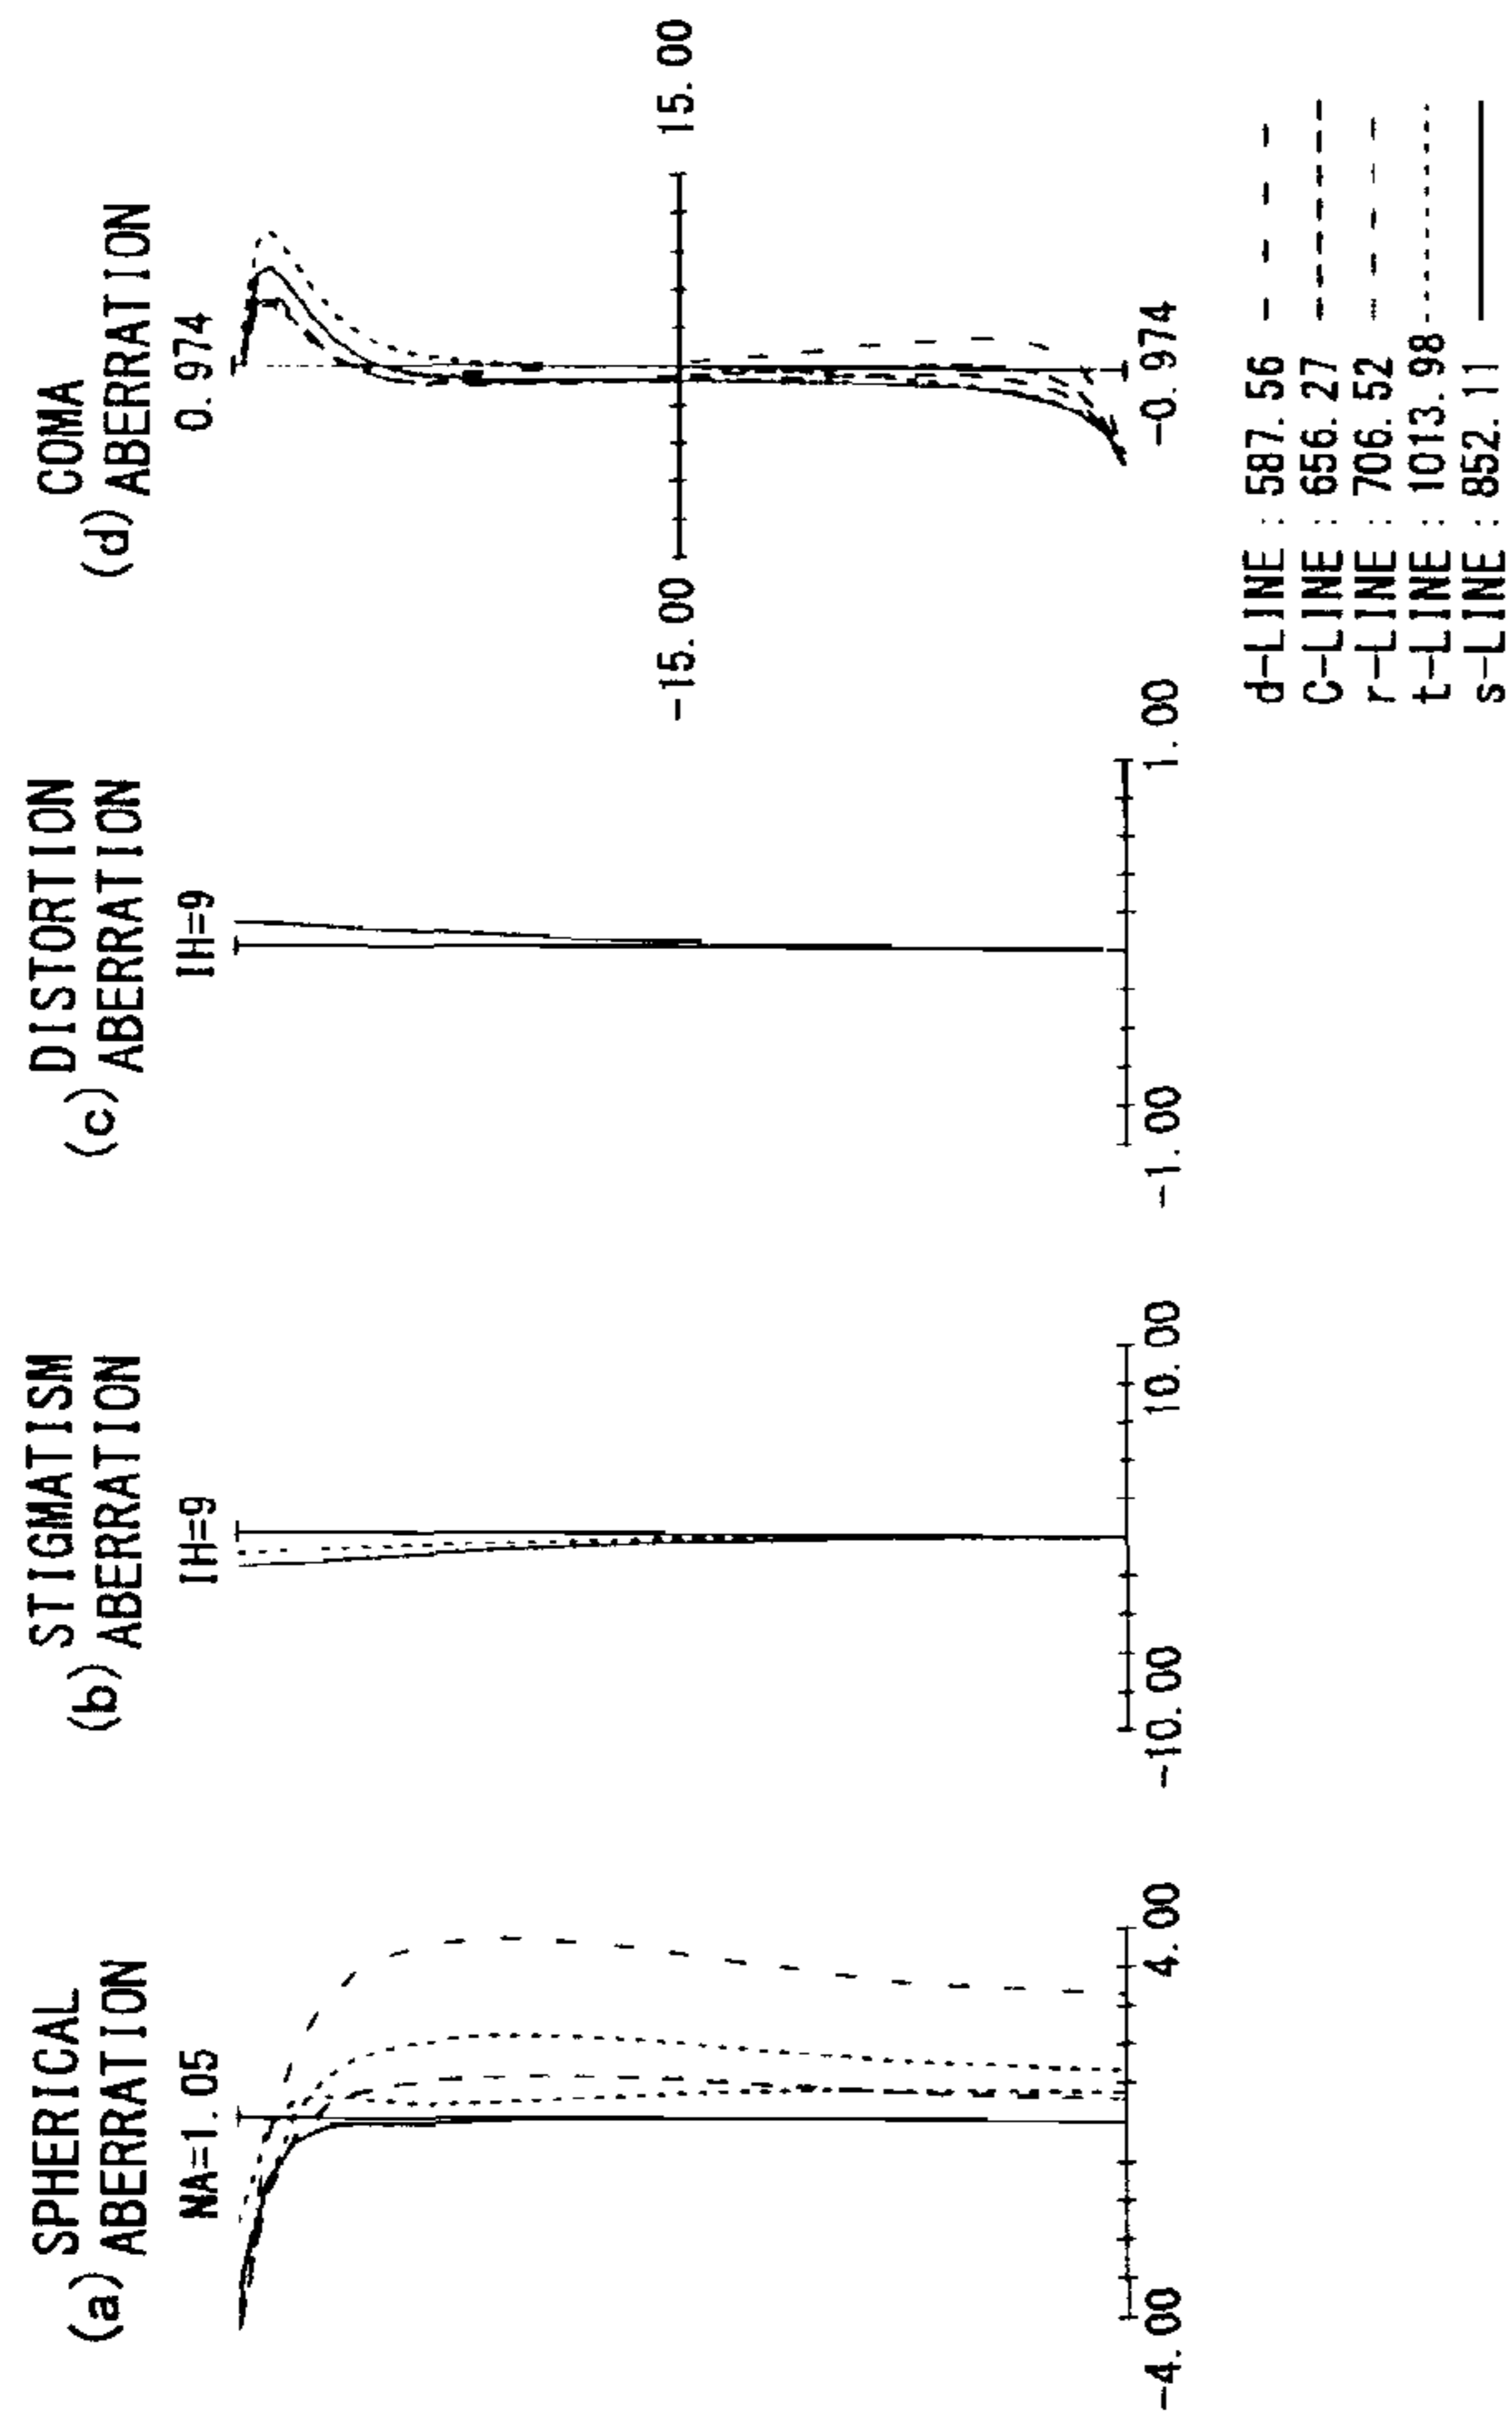 SPHERICAL
(a) ABERRATION
NA=1.05
-4.00
4.00
STIGMATISM
(b) ABERRATION
IH=9
-10.00
10.00
DISTORTION
(c) ABERRATION
IH=9
-1.00
1.00
COMA
(d) ABERRATION
0.974
-15.00
15.00
-0.974
d-LINE : 587.56
C-LINE : 656.27
r-LINE : 706.52
t-LINE : 1013.98
s-LINE : 852.11